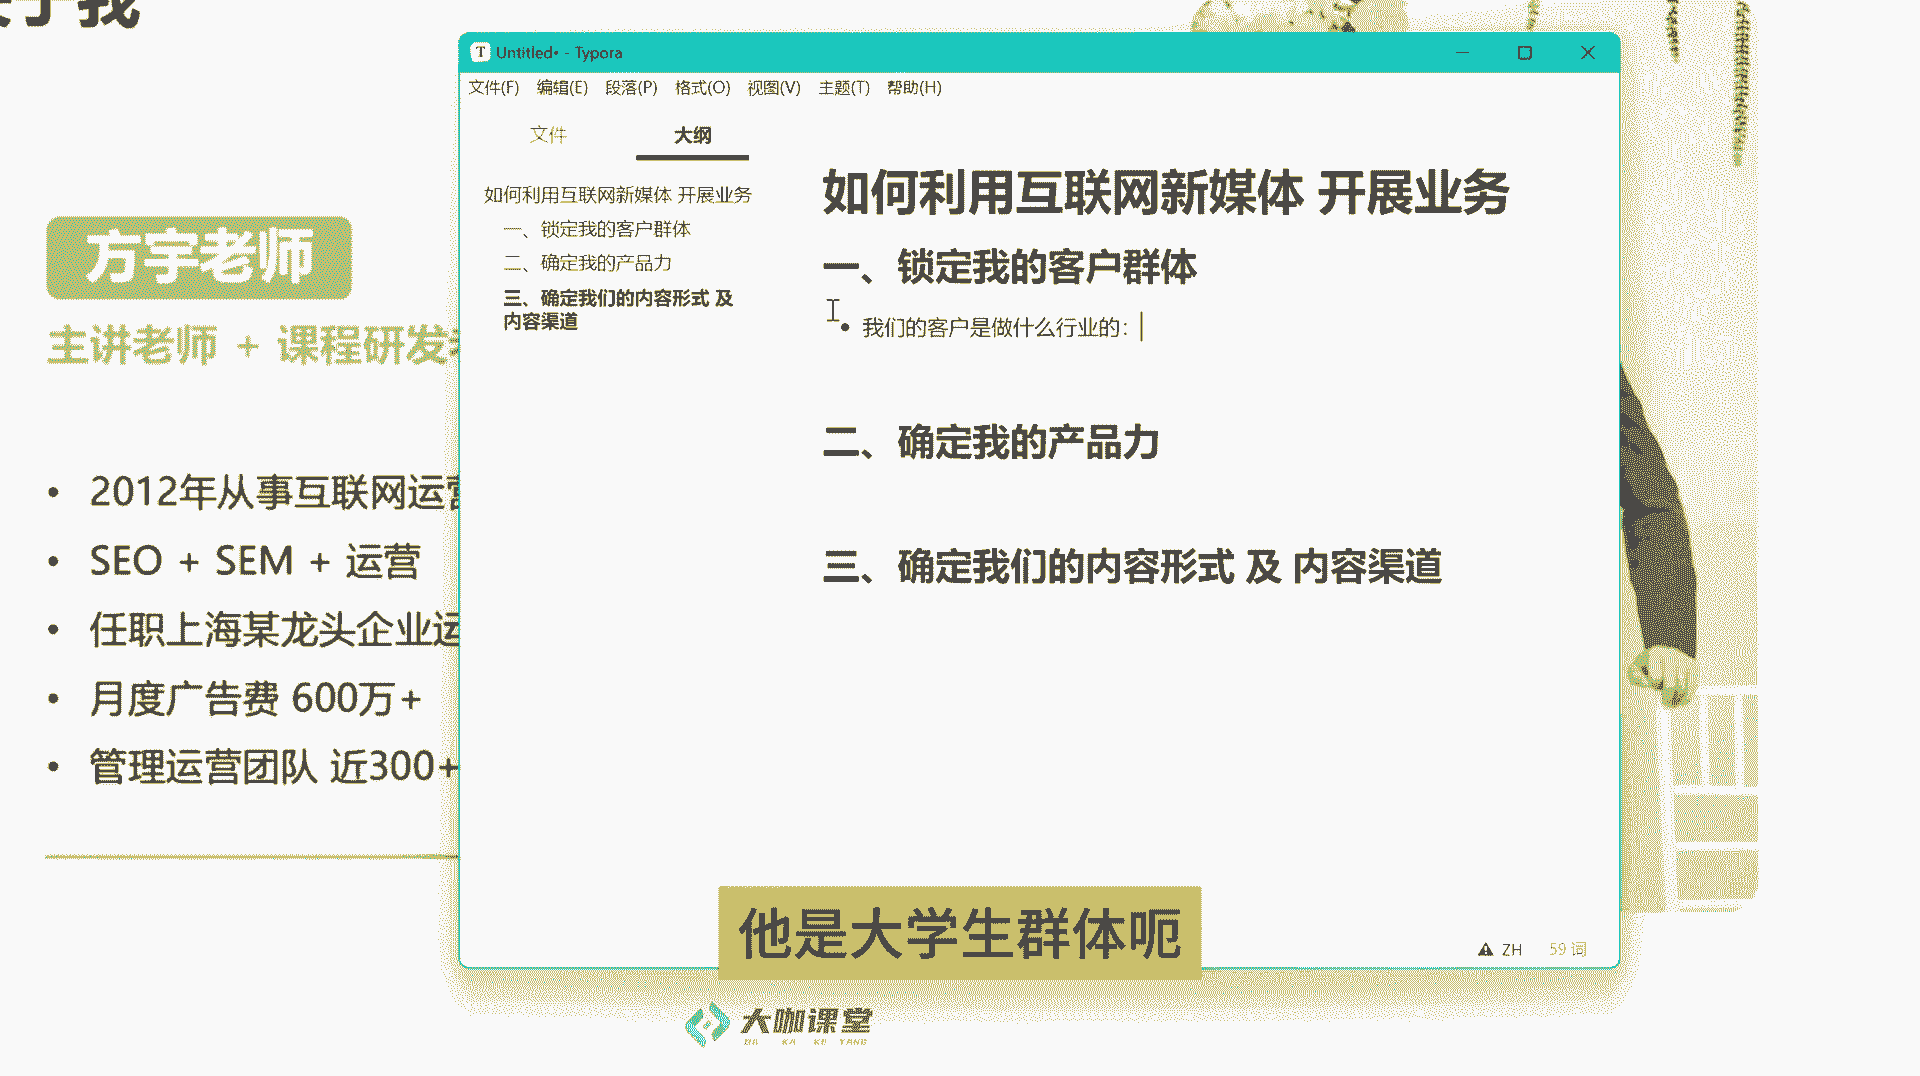 于我
方宇老师
主讲老师 + 课程研发
2012年从事互联网运营
SEO + SEM + 运营
任职上海某龙头企业运
月度广告费 600万+
管理运营团队 近300+
T Untitled• - Typora
文件(F) 编辑(E) 段落(P) 格式(O) 视图(V) 主题(T) 帮助(H)
文件 大纲
如何利用互联网新媒体 开展业务
一、锁定我的客户群体
二、确定我的产品力
三、确定我们的内容形式 及
内容渠道
如何利用互联网新媒体 开展业务
一、锁定我的客户群体
• 我们的客户是做什么行业的：
二、确定我的产品力
三、确定我们的内容形式 及 内容渠道
ZH 59 词
他是大学生群体呃
大咖课堂
DA KA KE TANG